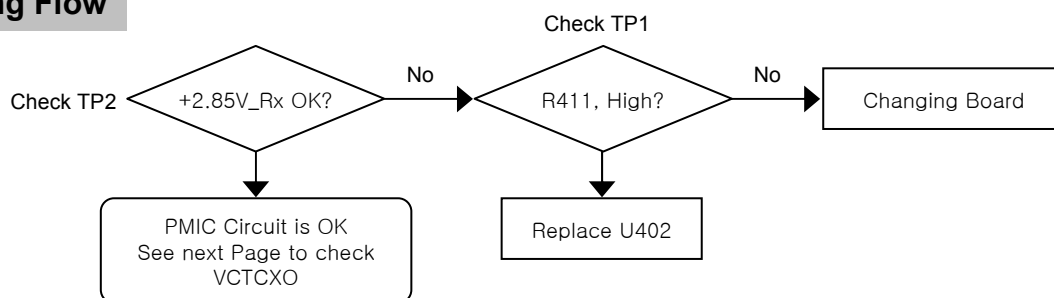 g Flow
Check TP1
Check TP2
+2.85V_Rx OK?
No
R411, High?
No
Changing Board
PMIC Circuit is OK
See next Page to check
VCTCXO
Replace U402